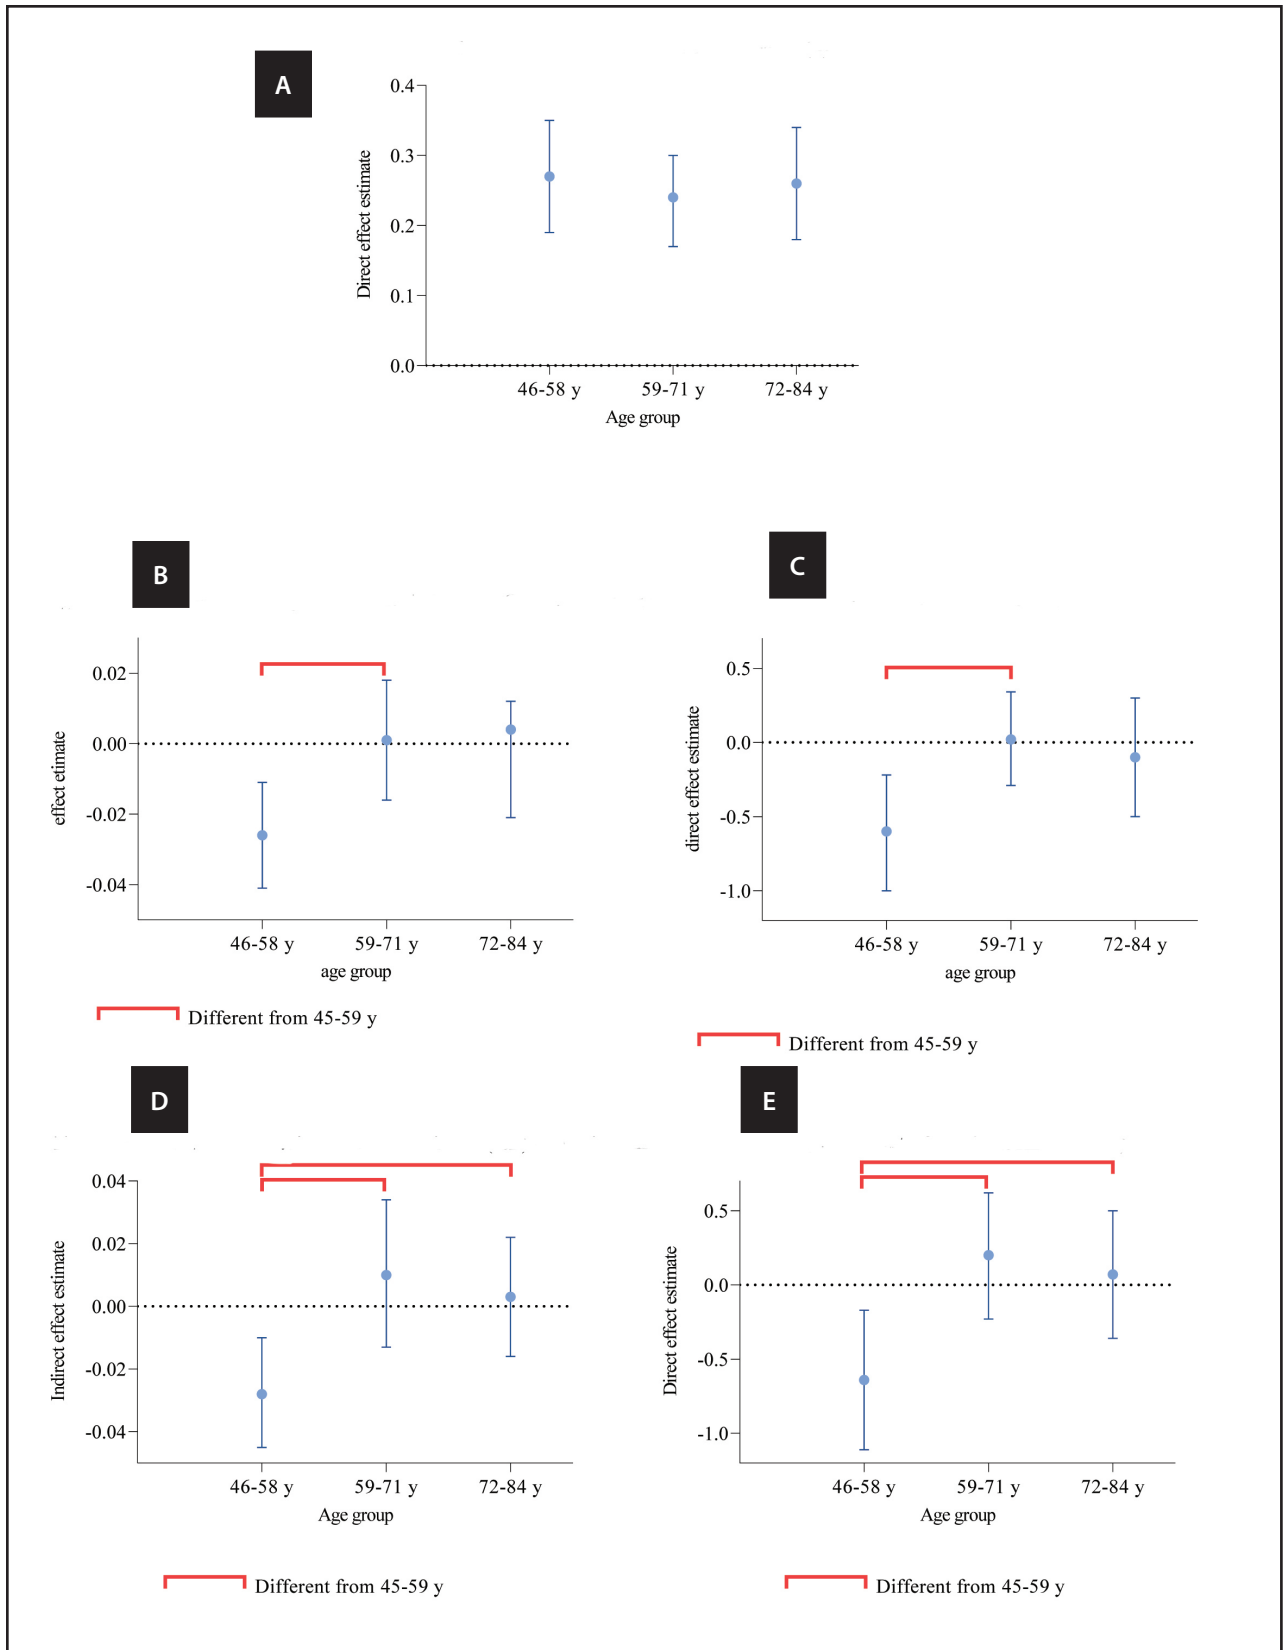 A
0.4
0.3
0.2
0.1
0.0
Direct effect estimate
46-58 y 59-71 y 72-84 y
Age group
B
0.02
0.00
-0.02
-0.04
effect etimate
46-58 y 59-71 y 72-84 y
age group
Different from 45-59 y
C
0.5
0.0
-0.5
-1.0
direct effect estimate
46-58 y 59-71 y 72-84 y
age group
Different from 45-59 y
D
0.04
0.02
0.00
-0.02
-0.04
Indirect effect estimate
46-58 y 59-71 y 72-84 y
Age group
Different from 45-59 y
E
0.5
0.0
-0.5
-1.0
Direct effect estimate
46-58 y 59-71 y 72-84 y
Age group
Different from 45-59 y